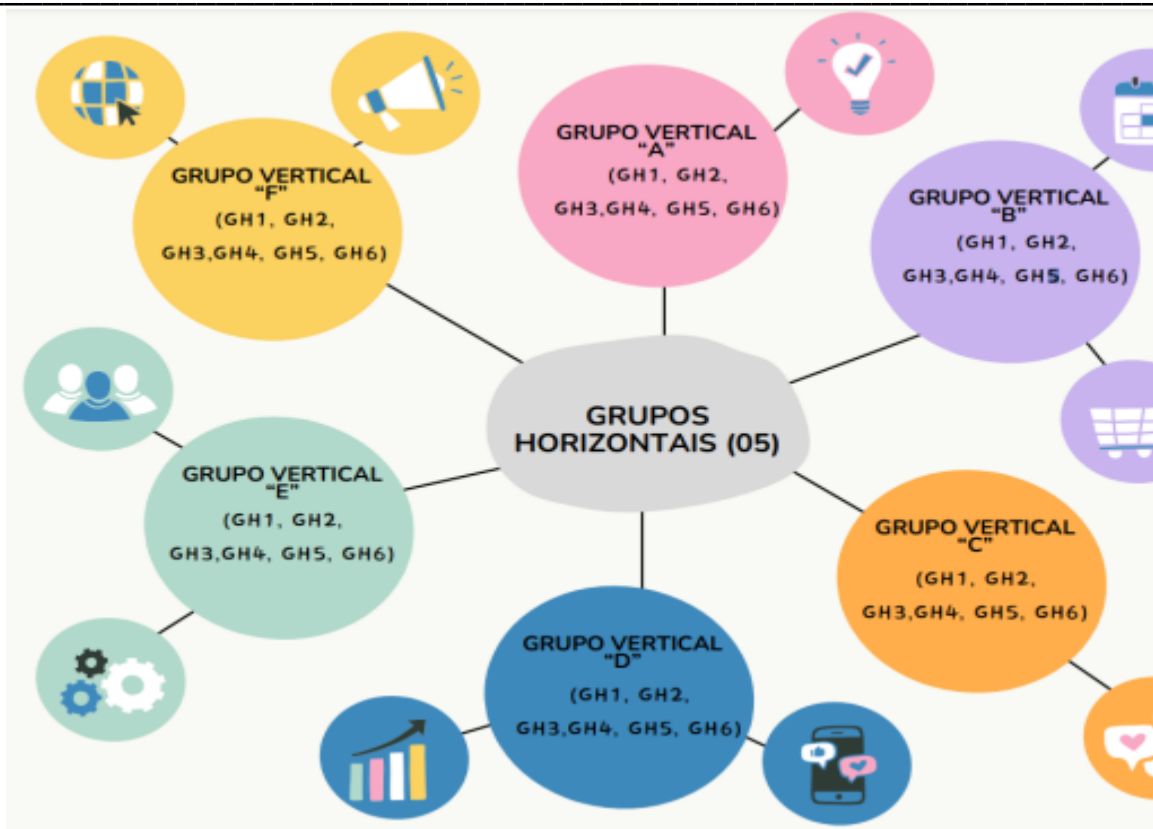 GRUPO VERTICAL
“A”
(GH1, GH2,
GH3,GH4, GH5, GH6)
GRUPO VERTICAL
“F”
(GH1, GH2,
GH3,GH4, GH5, GH6)
GRUPO VERTICAL
“B”
(GH1, GH2,
GH3,GH4, GH5, GH6)
GRUPOS
HORIZONTAIS (05)
GRUPO VERTICAL
“E”
(GH1, GH2,
GH3,GH4, GH5, GH6)
GRUPO VERTICAL
“C”
(GH1, GH2,
GH3,GH4, GH5, GH6)
GRUPO VERTICAL
“D”
(GH1, GH2,
GH3,GH4, GH5, GH6)